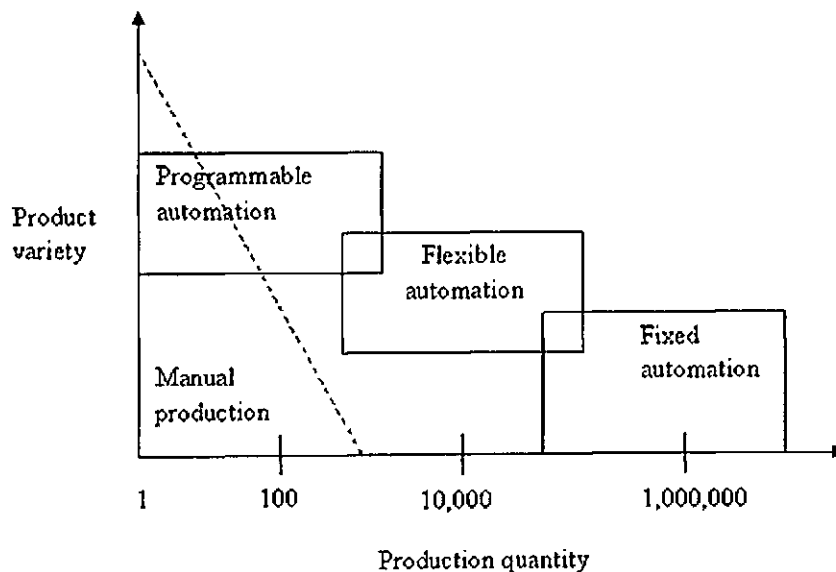 Programmable
automation
Product
variety
Flexible
automation
Fixed
automation
Manual
production
1 100 10,000 1,000,000
Production quantity